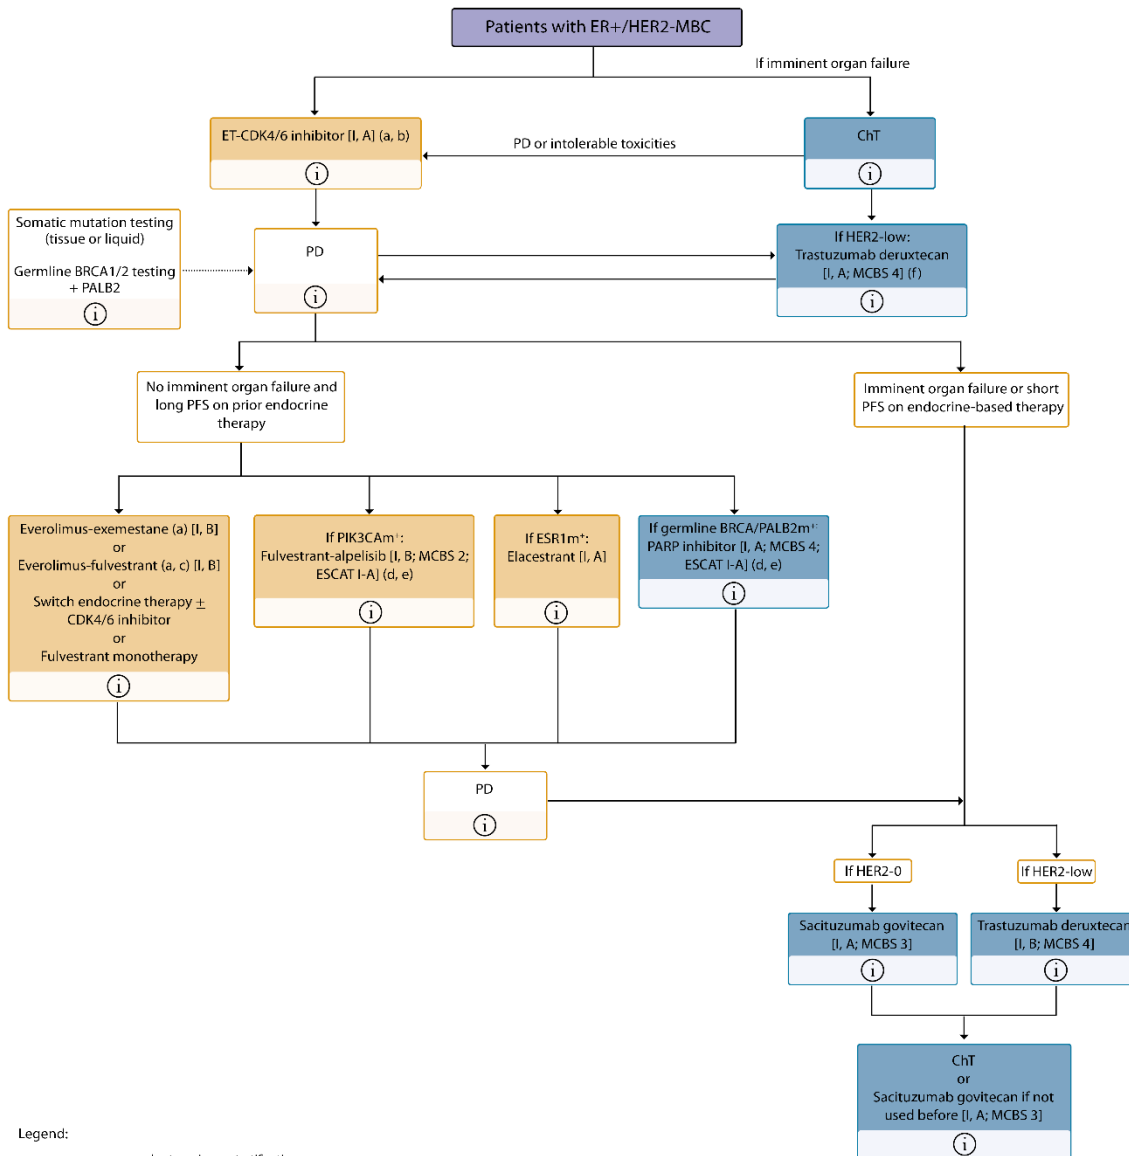 Patients with ER+/HER2-MBC
If imminent organ failure
ET-CDK4/6 inhibitor [I, A] (a, b)
i
PD or intolerable toxicities
ChT
i
Somatic mutation testing
(tissue or liquid)
Germline BRCA1/2 testing
+ PALB2
i
PD
i
If HER2-low:
Trastuzumab deruxtecan
[I, A; MCBS 4] (f)
i
No imminent organ failure and
long PFS on prior endocrine
therapy
Imminent organ failure or short
PFS on endocrine-based therapy
Everolimus-exemestane (a) [I, B]
or
Everolimus-fulvestrant (a, c) [I, B]
or
Switch endocrine therapy ±
CDK4/6 inhibitor
or
Fulvestrant monotherapy
i
If PIK3CAm⁺:
Fulvestrant-alpelisib [I, B; MCBS 2;
ESCAT I-A] (d, e)
i
If ESR1m⁺:
Elacestrant [I, A]
i
If germline BRCA/PALB2m⁺:
PARP inhibitor [I, A; MCBS 4;
ESCAT I-A] (d, e)
i
PD
i
If HER2-0
If HER2-low
Sacituzumab govitecan
[I, A; MCBS 3]
i
Trastuzumab deruxtecan
[I, B; MCBS 4]
i
ChT
or
Sacituzumab govitecan if not
used before [I, A; MCBS 3]
i
Legend: